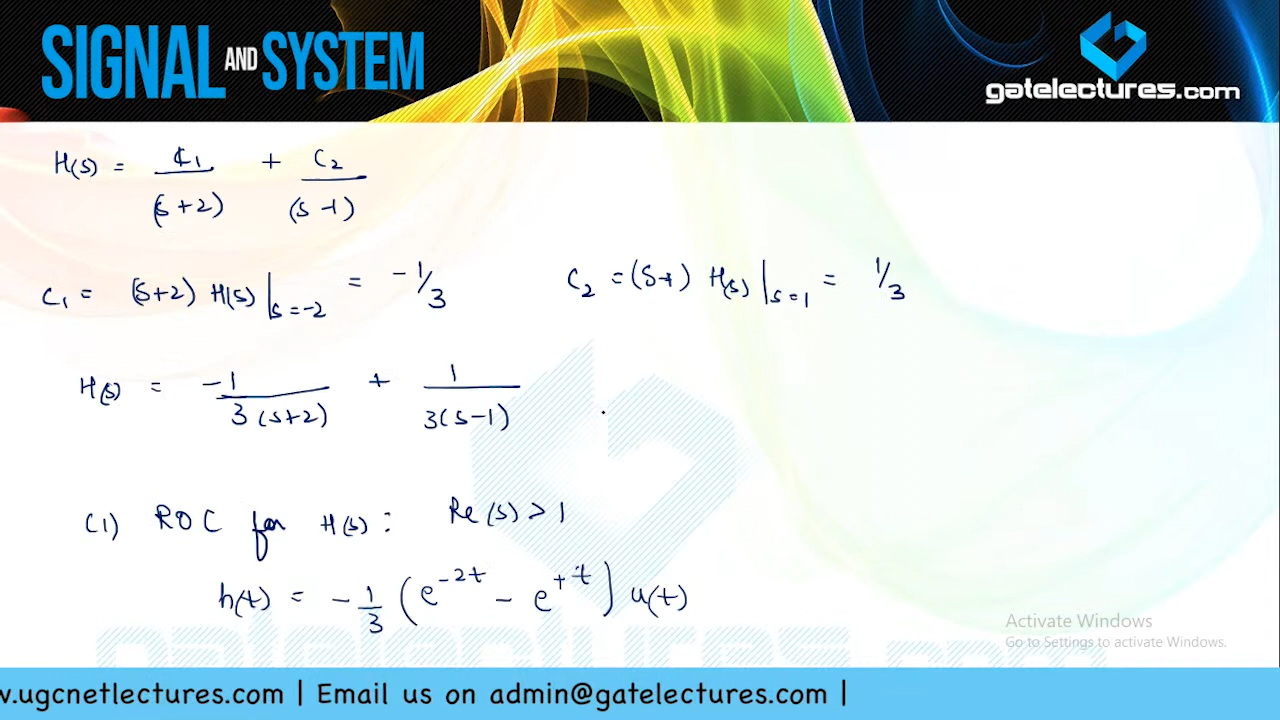 SIGNAL AND SYSTEM
gatelectures.com
H(s) = C1/(s+2) + C2/(s-1)
C1 = (s+2) H(s)|s=-2 = -1/3
C2 = (s-1) H(s)|s=1 = 1/3
H(s) = -1/3(s+2) + 1/3(s-1)
(1) ROC for H(s) : Re(s) > 1
h(t) = -1/3 (e^-2t - e^+t) u(t)
Activate Windows
Go to Settings to activate Windows.
gatelectures.com
w.ugcnetlectures.com | Email us on admin@gatelectures.com |